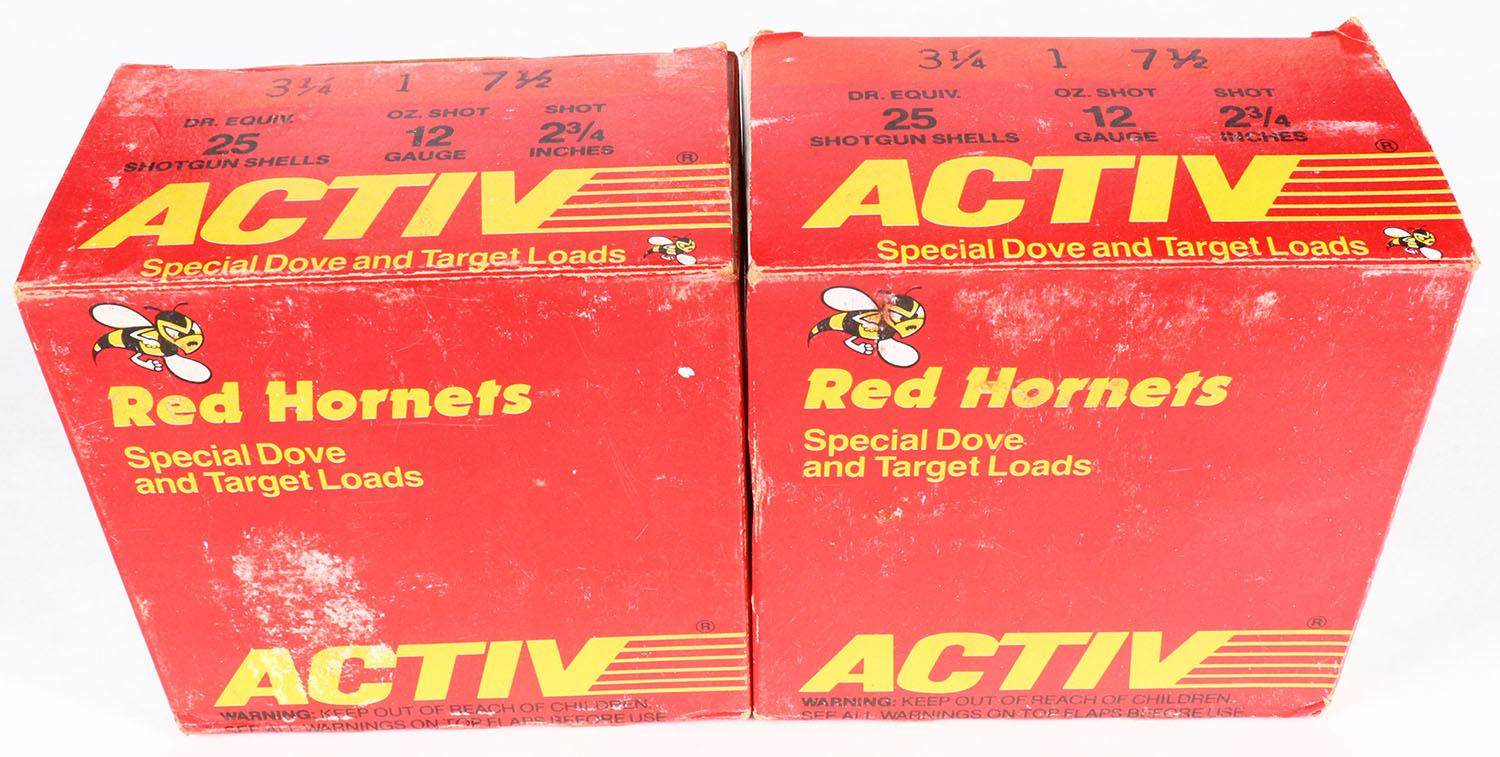 3¼ 1 7½
DR. EQUIV. OZ. SHOT SHOT
25 12 2¾
SHOTGUN SHELLS GAUGE INCHES
ACTIV®
Special Dove and Target Loads
Red Hornets
Special Dove
and Target Loads
ACTIV®
WARNING: KEEP OUT OF REACH OF CHILDREN.
SEE ALL WARNINGS ON TOP FLAPS BEFORE USE
3¼ 1 7½
DR. EQUIV. OZ. SHOT SHOT
25 12 2¾
SHOTGUN SHELLS GAUGE INCHES
ACTIV®
Special Dove and Target Loads
Red Hornets
Special Dove
and Target Loads
ACTIV®
WARNING: KEEP OUT OF REACH OF CHILDREN.
SEE ALL WARNINGS ON TOP FLAPS BEFORE USE